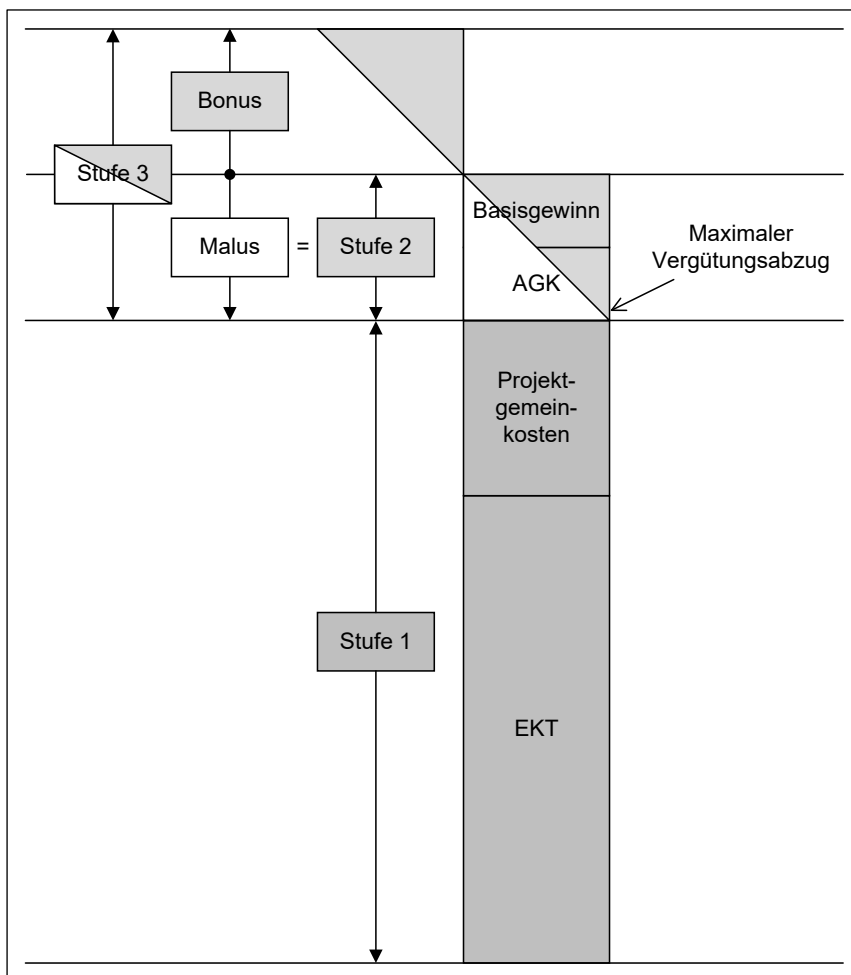 Bonus
Stufe 3
Basisgewinn
Malus
=
Stufe 2
Maximaler
Vergütungsabzug
AGK
Projekt-
gemein-
kosten
Stufe 1
EKT